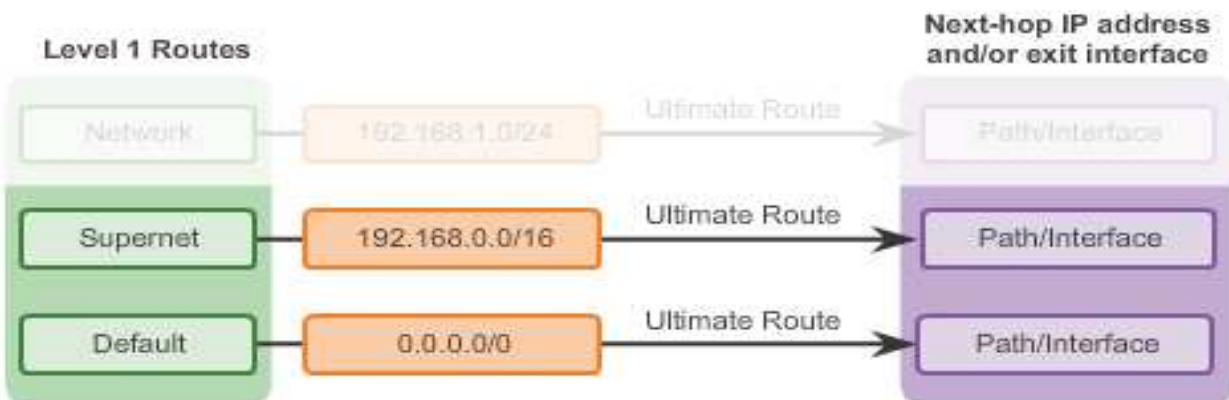 Level 1 Routes
Next-hop IP address
and/or exit interface
Network
192.168.1.0/24
Ultimate Route
Path/Interface
Supernet
192.168.0.0/16
Ultimate Route
Path/Interface
Default
0.0.0.0/0
Ultimate Route
Path/Interface